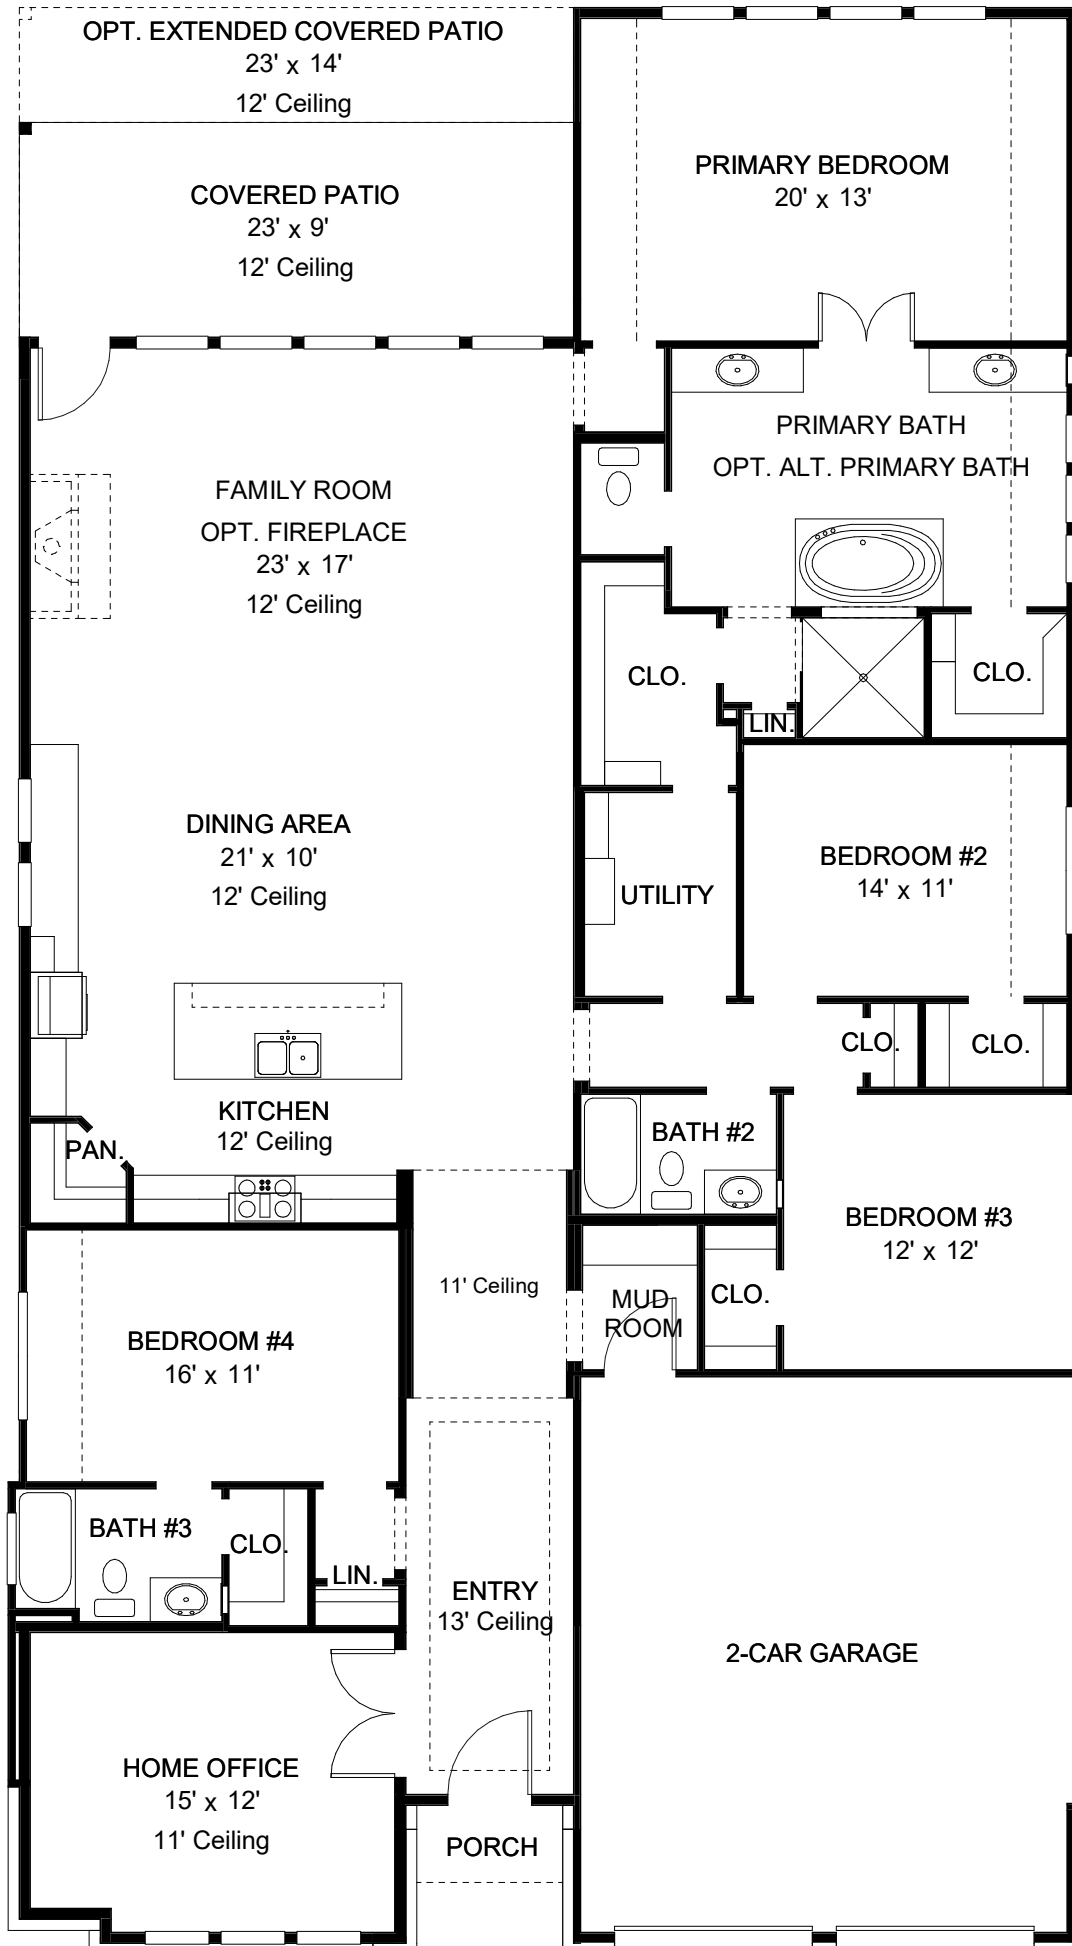 OPT. EXTENDED COVERED PATIO
23' x 14'
12' Ceiling
COVERED PATIO
23' x 9'
12' Ceiling
PRIMARY BEDROOM
20' x 13'
PRIMARY BATH
OPT. ALT. PRIMARY BATH
FAMILY ROOM
OPT. FIREPLACE
23' x 17'
12' Ceiling
CLO.
CLO.
LIN.
DINING AREA
21' x 10'
12' Ceiling
BEDROOM #2
14' x 11'
UTILITY
CLO.
CLO.
KITCHEN
12' Ceiling
PAN.
BATH #2
BEDROOM #3
12' x 12'
11' Ceiling
MUD
ROOM
CLO.
BEDROOM #4
16' x 11'
BATH #3
CLO.
LIN.
ENTRY
13' Ceiling
2-CAR GARAGE
HOME OFFICE
15' x 12'
11' Ceiling
PORCH